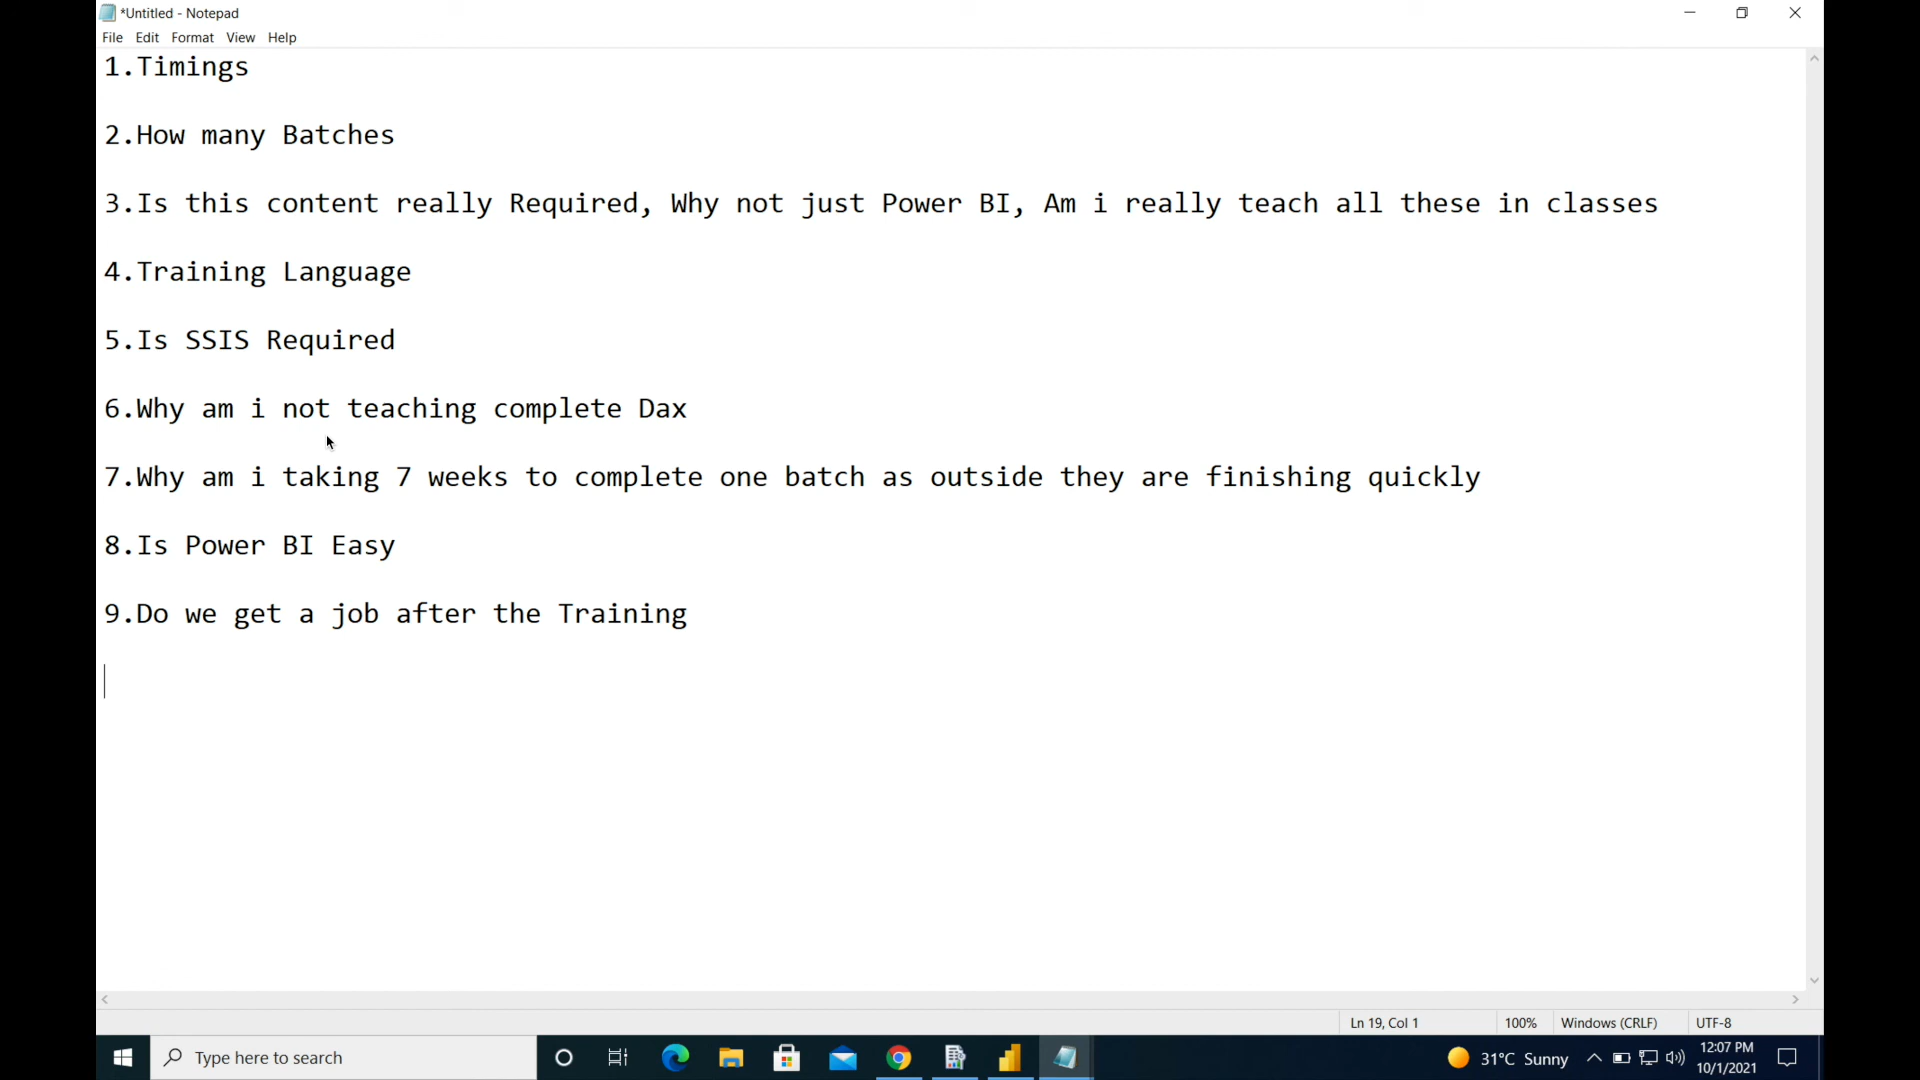 *Untitled - Notepad
File Edit Format View Help
1.Timings
2.How many Batches
3.Is this content really Required, Why not just Power BI, Am i really teach all these in classes
4.Training Language
5.Is SSIS Required
6.Why am i not teaching complete Dax
7.Why am i taking 7 weeks to complete one batch as outside they are finishing quickly
8.Is Power BI Easy
9.Do we get a job after the Training
Ln 19, Col 1 100% Windows (CRLF) UTF-8
Type here to search 31°C Sunny 12:07 PM
10/1/2021